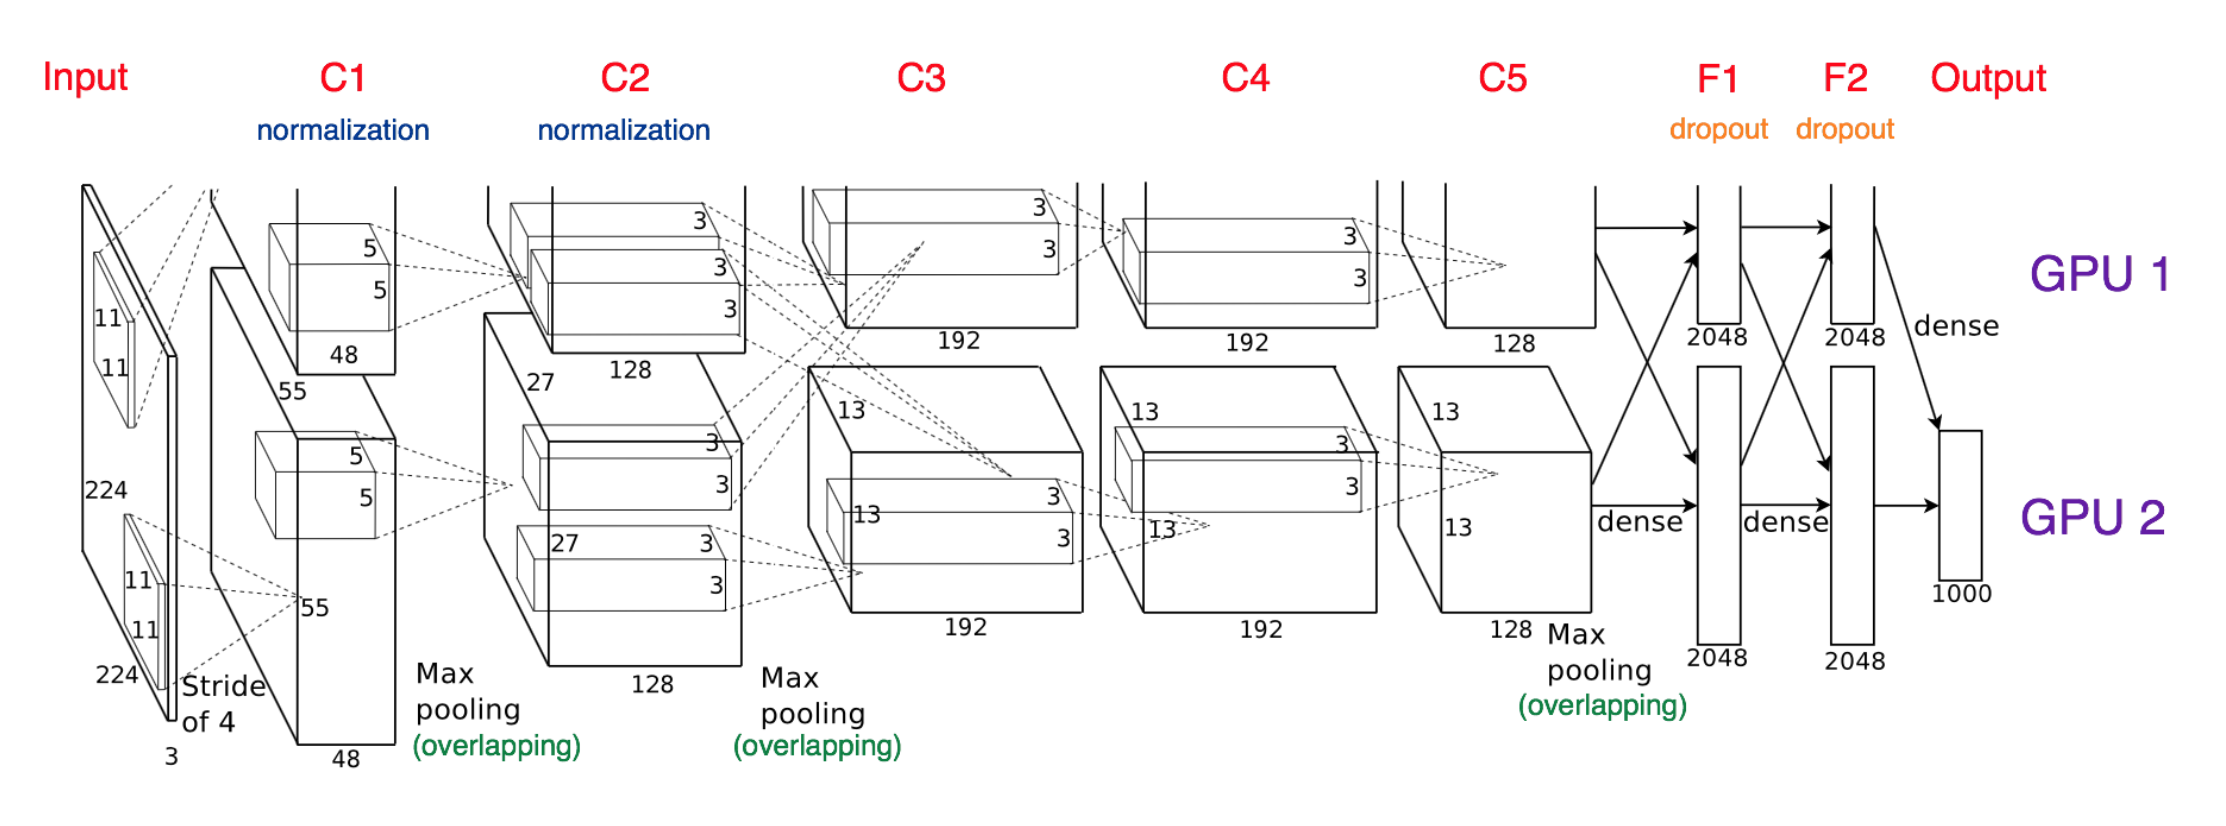 Input C1 C2 C3 C4 C5 F1 F2 Output
normalization normalization dropout dropout
GPU 1
GPU 2
11
11
224
11
11
224
3
Stride
of 4
5
5
48
55
5
5
55
48
Max
pooling
(overlapping)
3
3
3
128
27
3
3
27
3
3
128
Max
pooling
(overlapping)
3
3
192
13
13
3
3
192
3
3
192
13
3
3
13
192
128
13
13
128
Max
pooling
(overlapping)
dense
2048
2048
dense
2048
2048
dense
1000